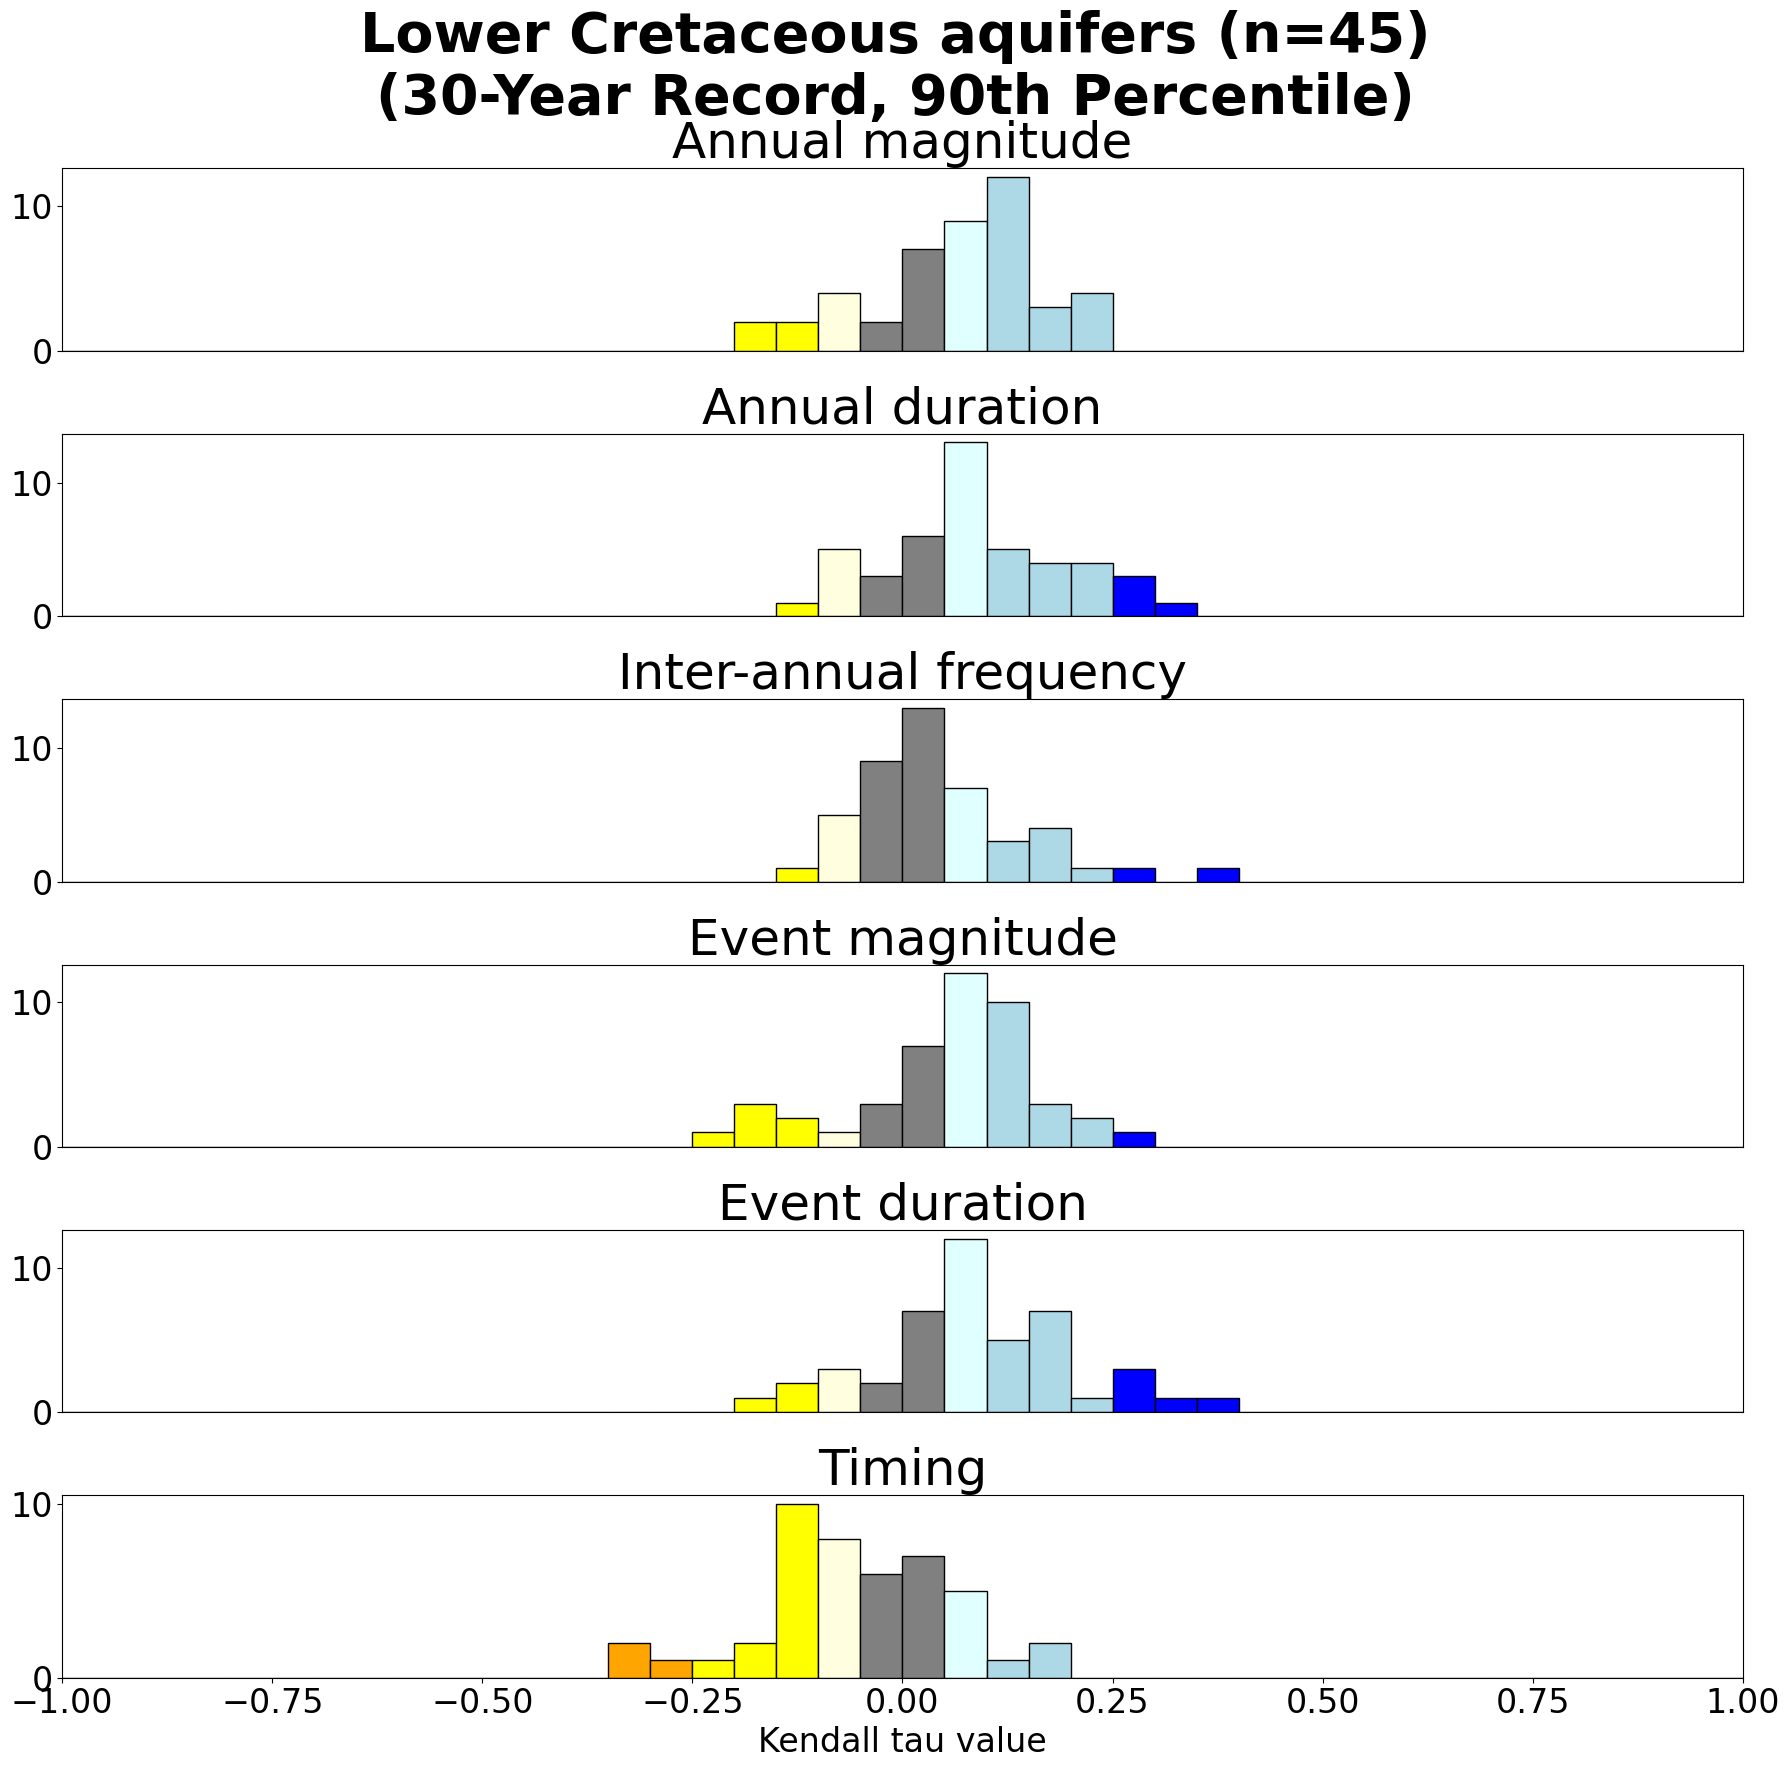 Lower Cretaceous aquifers (n=45)
(30-Year Record, 90th Percentile)
Annual magnitude
10
0
Annual duration
10
0
Inter-annual frequency
10
0
Event magnitude
10
0
Event duration
10
0
Timing
10
0
−1.00 −0.75 −0.50 −0.25 0.00 0.25 0.50 0.75 1.00
Kendall tau value